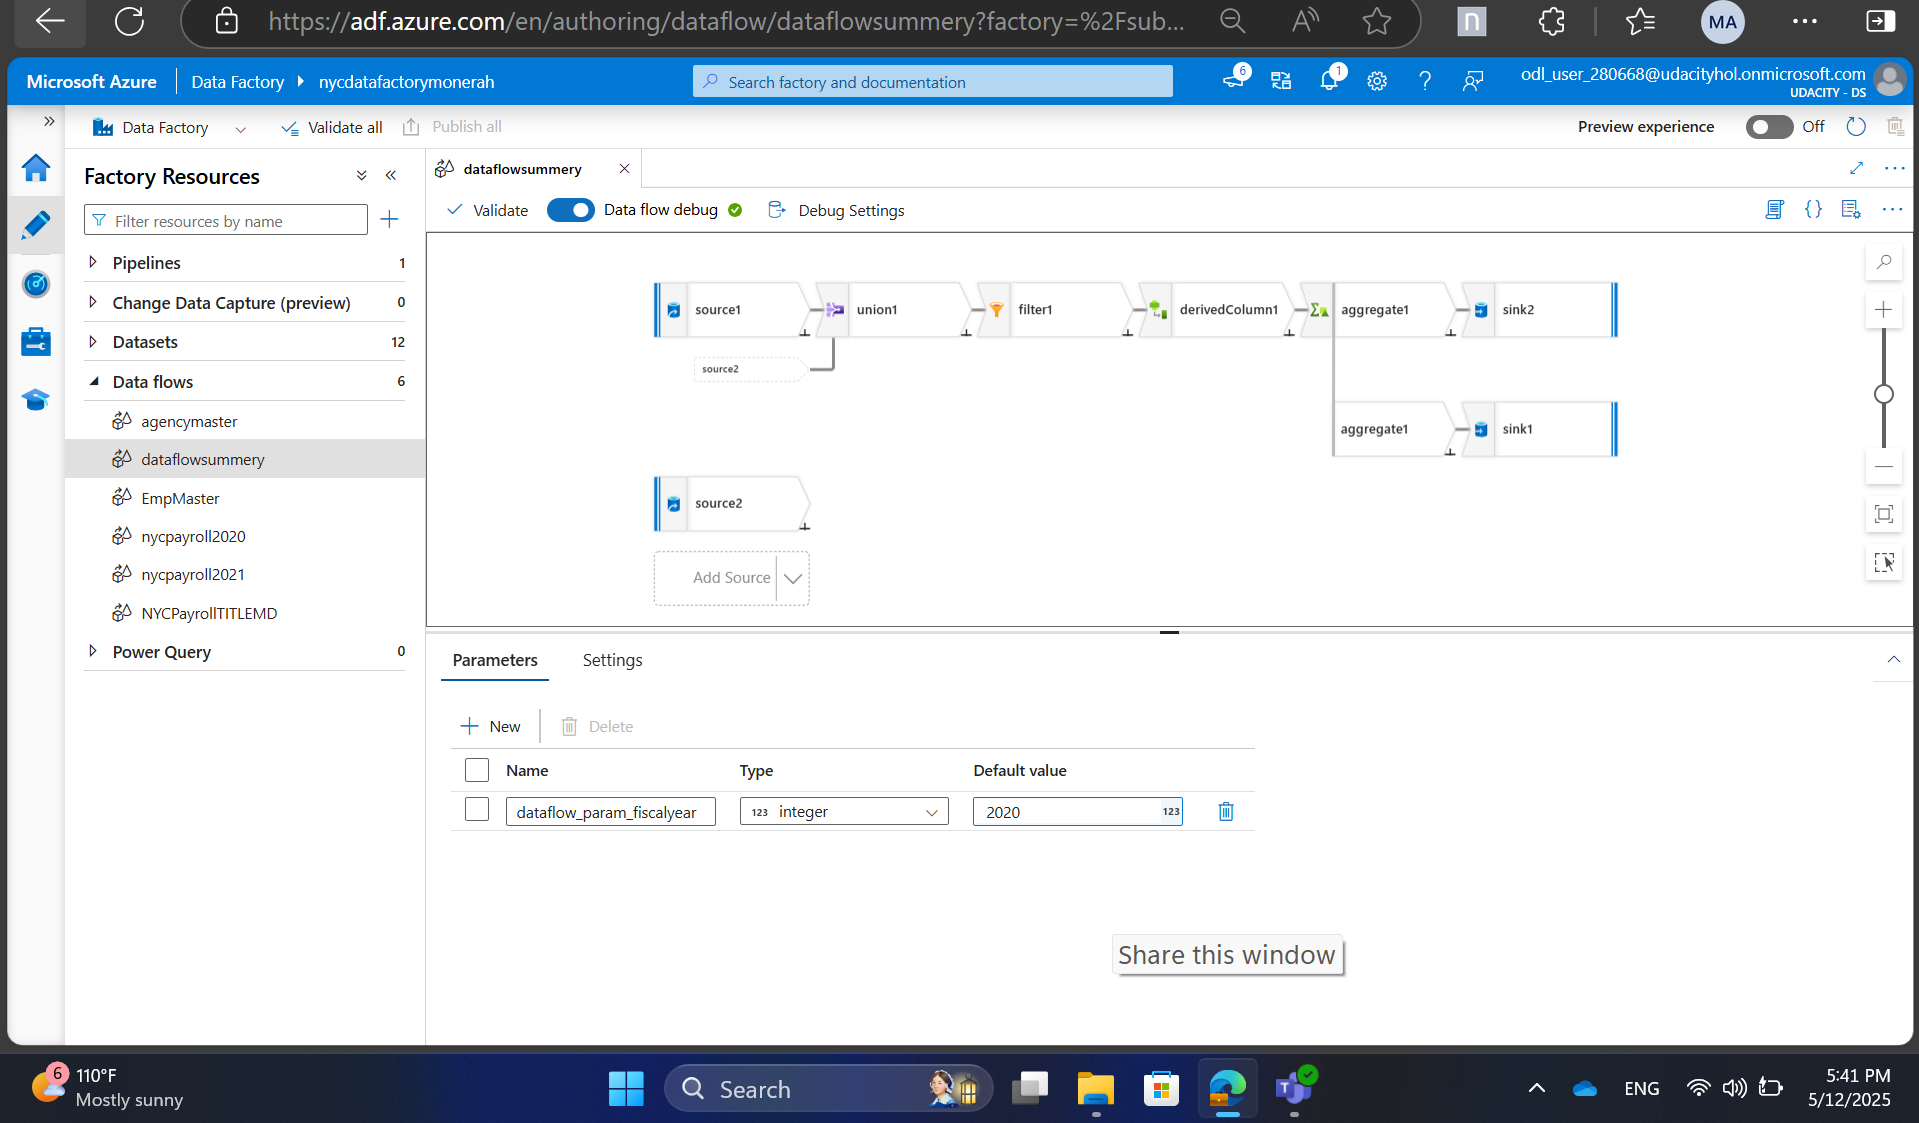 https://adf.azure.com/en/authoring/dataflow/dataflowsummery?factory=%2Fsub...
MA
Microsoft Azure
Data Factory
nycdatafactorymonerah
Search factory and documentation
6
1
odl_user_280668@udacityhol.onmicrosoft.com
UDACITY - DS
Data Factory
Validate all
Publish all
Preview experience
Off
Factory Resources
Filter resources by name
Pipelines 1
Change Data Capture (preview) 0
Datasets 12
Data flows 6
agencymaster
dataflowsummery
EmpMaster
nycpayroll2020
nycpayroll2021
NYCPayrollTITLEMD
Power Query 0
dataflowsummery
Validate
Data flow debug
Debug Settings
source1
union1
filter1
derivedColumn1
aggregate1
sink2
source2
aggregate1
sink1
source2
Add Source
Parameters
Settings
New
Delete
Name Type Default value
dataflow_param_fiscalyear 123 integer 2020 123
Share this window
6
110°F
Mostly sunny
Search
ENG
5:41 PM
5/12/2025